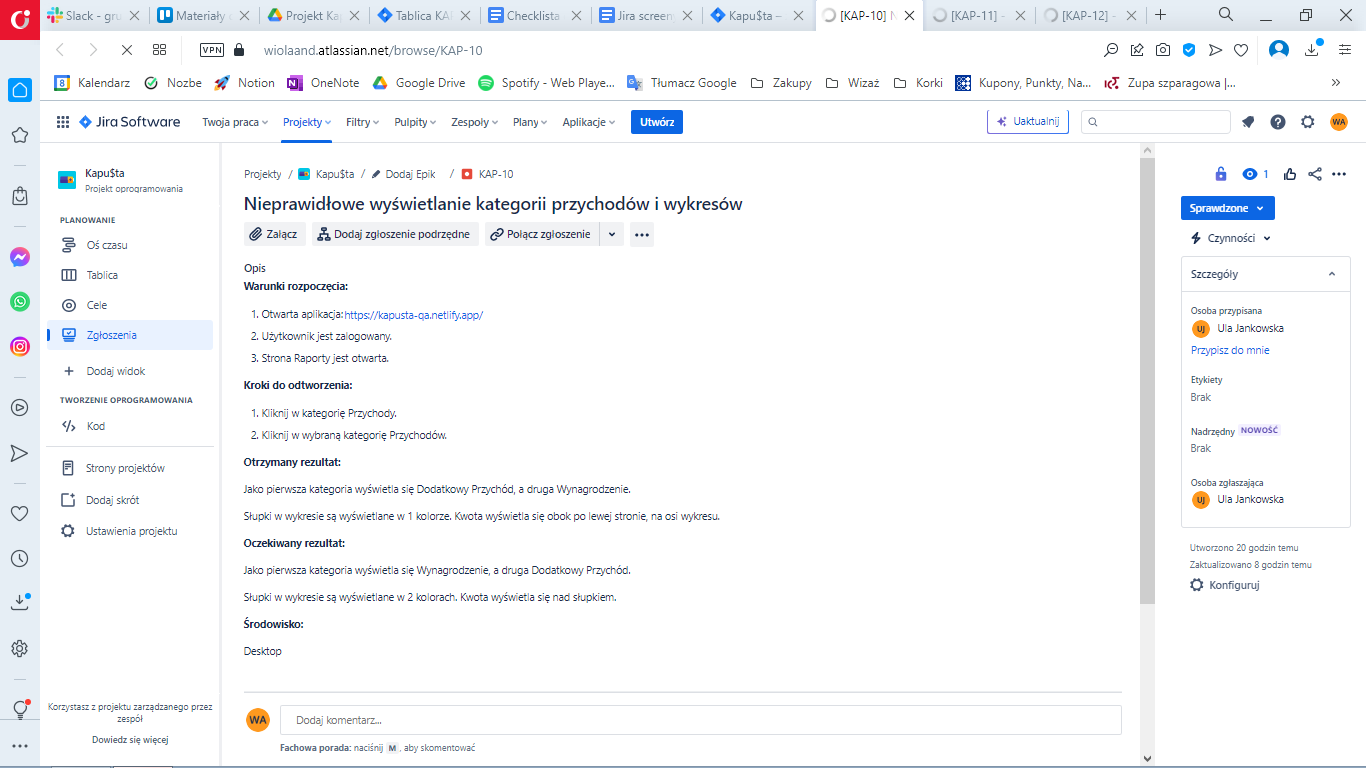 Slack - gru
Materiały
Projekt Kap
Tablica KAP
Checklista
Jira screen
Kapu$ta –
[KAP-10] N
[KAP-11] -
[KAP-12] -
VPN
wiolaand.atlassian.net/browse/KAP-10
Kalendarz
Nozbe
Notion
OneNote
Google Drive
Spotify - Web Playe...
Tłumacz Google
Zakupy
Wizaż
Korki
Kupony, Punkty, Na...
Zupa szparagowa |...
Jira Software
Twoja praca
Projekty
Filtry
Pulpity
Zespoły
Plany
Aplikacje
Utwórz
Uaktualnij
WA
Kapu$ta
Projekt oprogramowania
PLANOWANIE
Oś czasu
Tablica
Cele
Zgłoszenia
Dodaj widok
TWORZENIE OPROGRAMOWANIA
Kod
Strony projektów
Dodaj skrót
Ustawienia projektu
Korzystasz z projektu zarządzanego przez
zespół
Dowiedz się więcej
Projekty / Kapu$ta / Dodaj Epik / KAP-10
Nieprawidłowe wyświetlanie kategorii przychodów i wykresów
Załącz
Dodaj zgłoszenie podrzędne
Połącz zgłoszenie
Opis
Warunki rozpoczęcia:
1. Otwarta aplikacja: https://kapusta-qa.netlify.app/
2. Użytkownik jest zalogowany.
3. Strona Raporty jest otwarta.
Kroki do odtworzenia:
1. Kliknij w kategorię Przychody.
2. Kliknij w wybraną kategorię Przychodów.
Otrzymany rezultat:
Jako pierwsza kategoria wyświetla się Dodatkowy Przychód, a druga Wynagrodzenie.
Słupki w wykresie są wyświetlane w 1 kolorze. Kwota wyświetla się obok po lewej stronie, na osi wykresu.
Oczekiwany rezultat:
Jako pierwsza kategoria wyświetla się Wynagrodzenie, a druga Dodatkowy Przychód.
Słupki w wykresie są wyświetlane w 2 kolorach. Kwota wyświetla się nad słupkiem.
Środowisko:
Desktop
WA
Dodaj komentarz...
Fachowa porada: naciśnij M , aby skomentować
1
Sprawdzone
Czynności
Szczegóły
Osoba przypisana
UJ Ula Jankowska
Przypisz do mnie
Etykiety
Brak
Nadrzędny NOWOŚĆ
Brak
Osoba zgłaszająca
UJ Ula Jankowska
Utworzono 20 godzin temu
Zaktualizowano 8 godzin temu
Konfiguruj